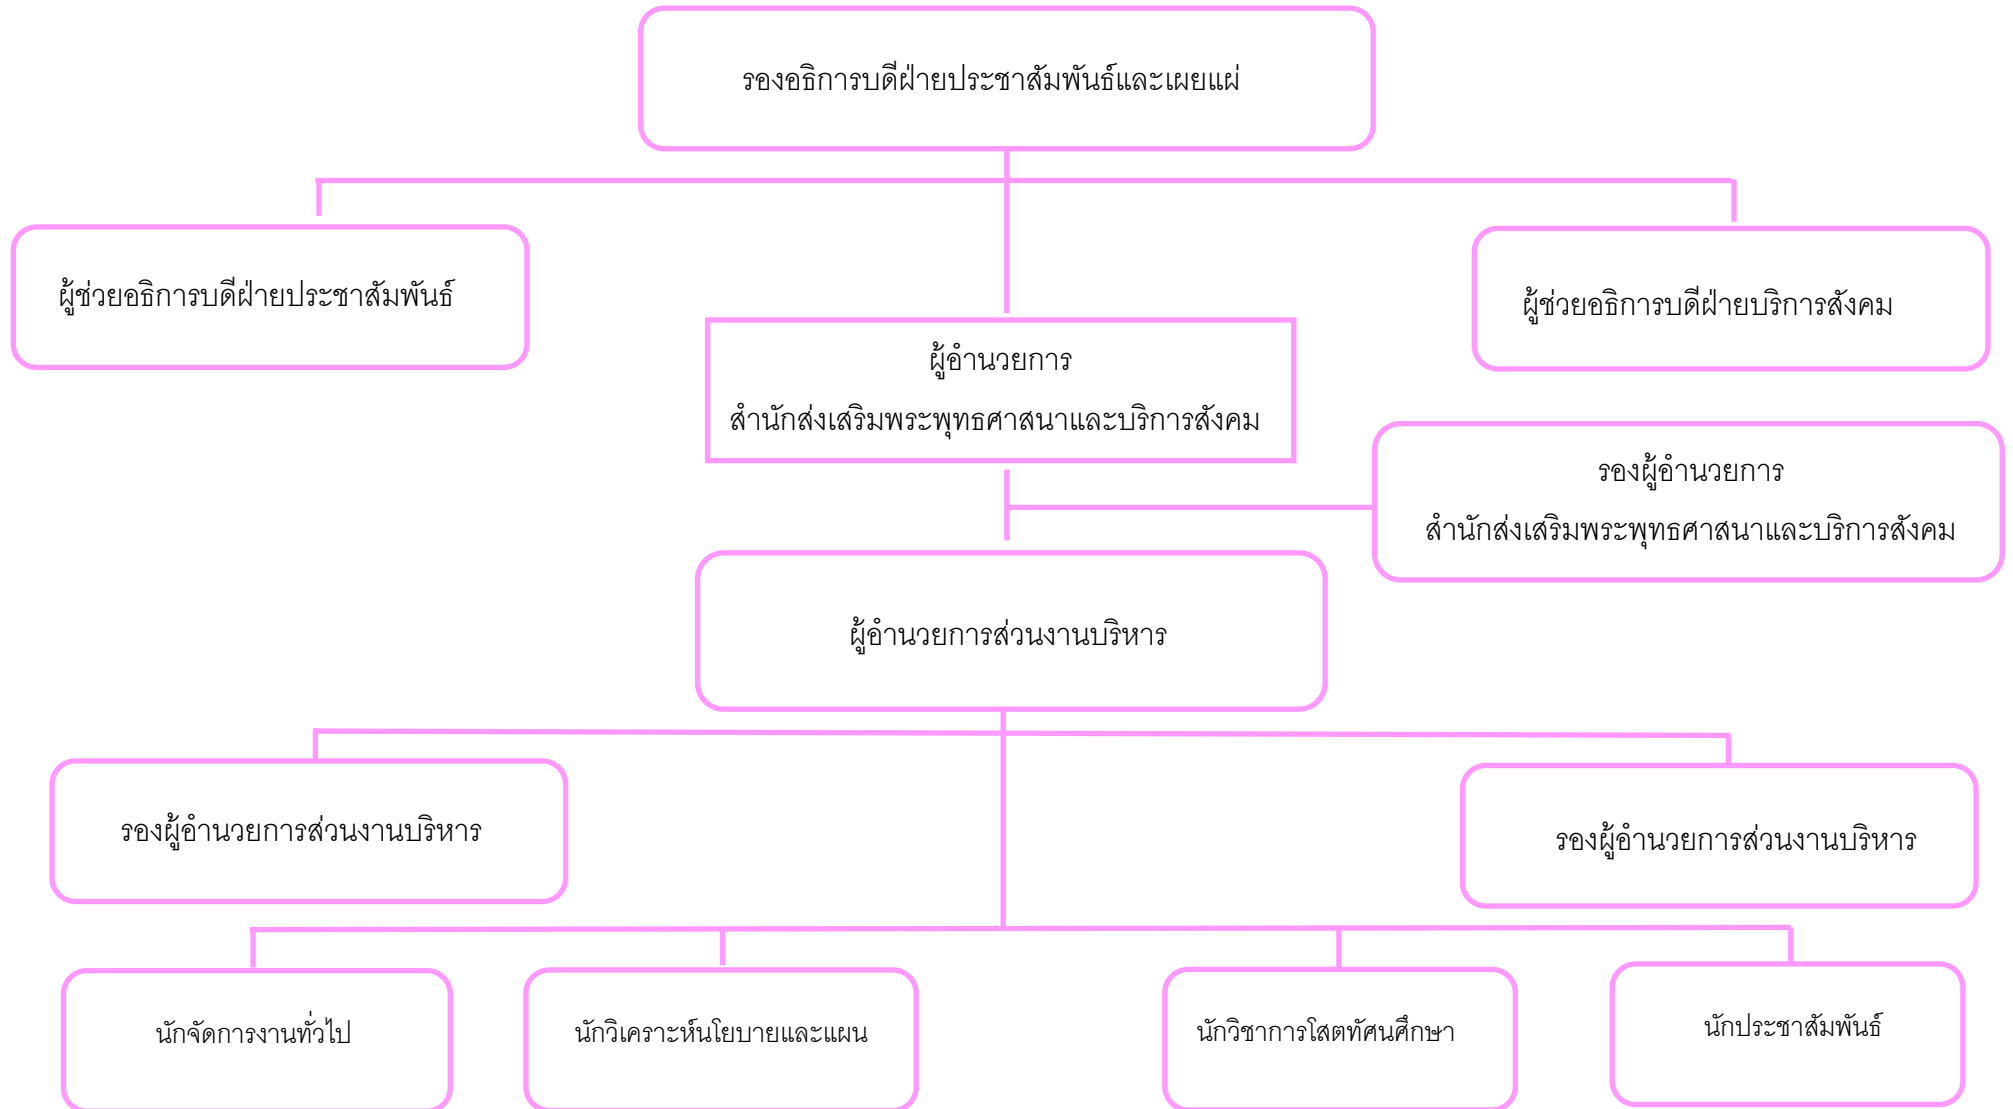 รองอธิการบดีฝ่ายประชาสัมพันธ์และเผยแผ่
ผู้ช่วยอธิการบดีฝ่ายประชาสัมพันธ์
ผู้ช่วยอธิการบดีฝ่ายบริการสังคม
ผู้อำนวยการ
สำนักส่งเสริมพระพุทธศาสนาและบริการสังคม
รองผู้อำนวยการ
สำนักส่งเสริมพระพุทธศาสนาและบริการสังคม
ผู้อำนวยการส่วนงานบริหาร
รองผู้อำนวยการส่วนงานบริหาร
รองผู้อำนวยการส่วนงานบริหาร
นักจัดการงานทั่วไป
นักวิเคราะห์นโยบายและแผน
นักวิชาการโสตทัศนศึกษา
นักประชาสัมพันธ์